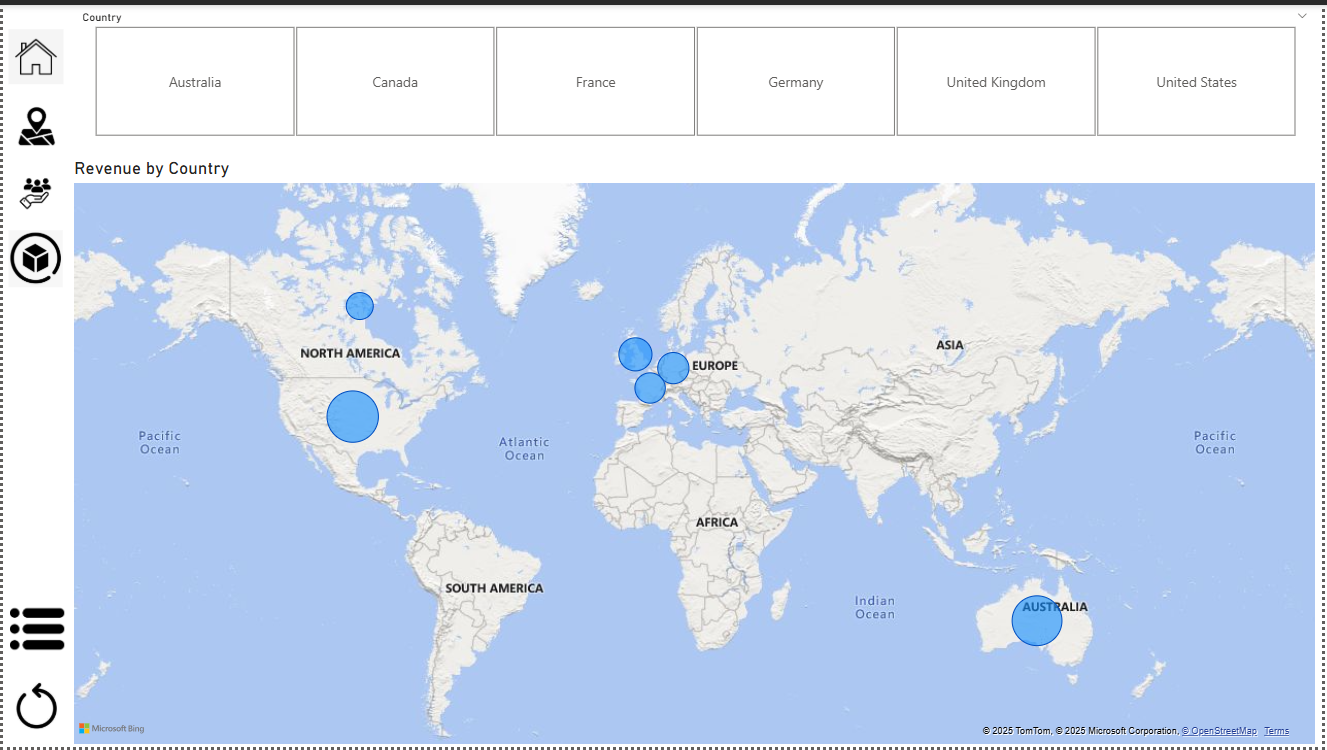 Country
Australia
Canada
France
Germany
United Kingdom
United States
Revenue by Country
NORTH AMERICA
EUROPE
ASIA
Pacific
Ocean
Atlantic
Ocean
Pacific
Ocean
AFRICA
SOUTH AMERICA
Indian
Ocean
AUSTRALIA
Microsoft Bing
© 2025 TomTom, © 2025 Microsoft Corporation, © OpenStreetMap Terms